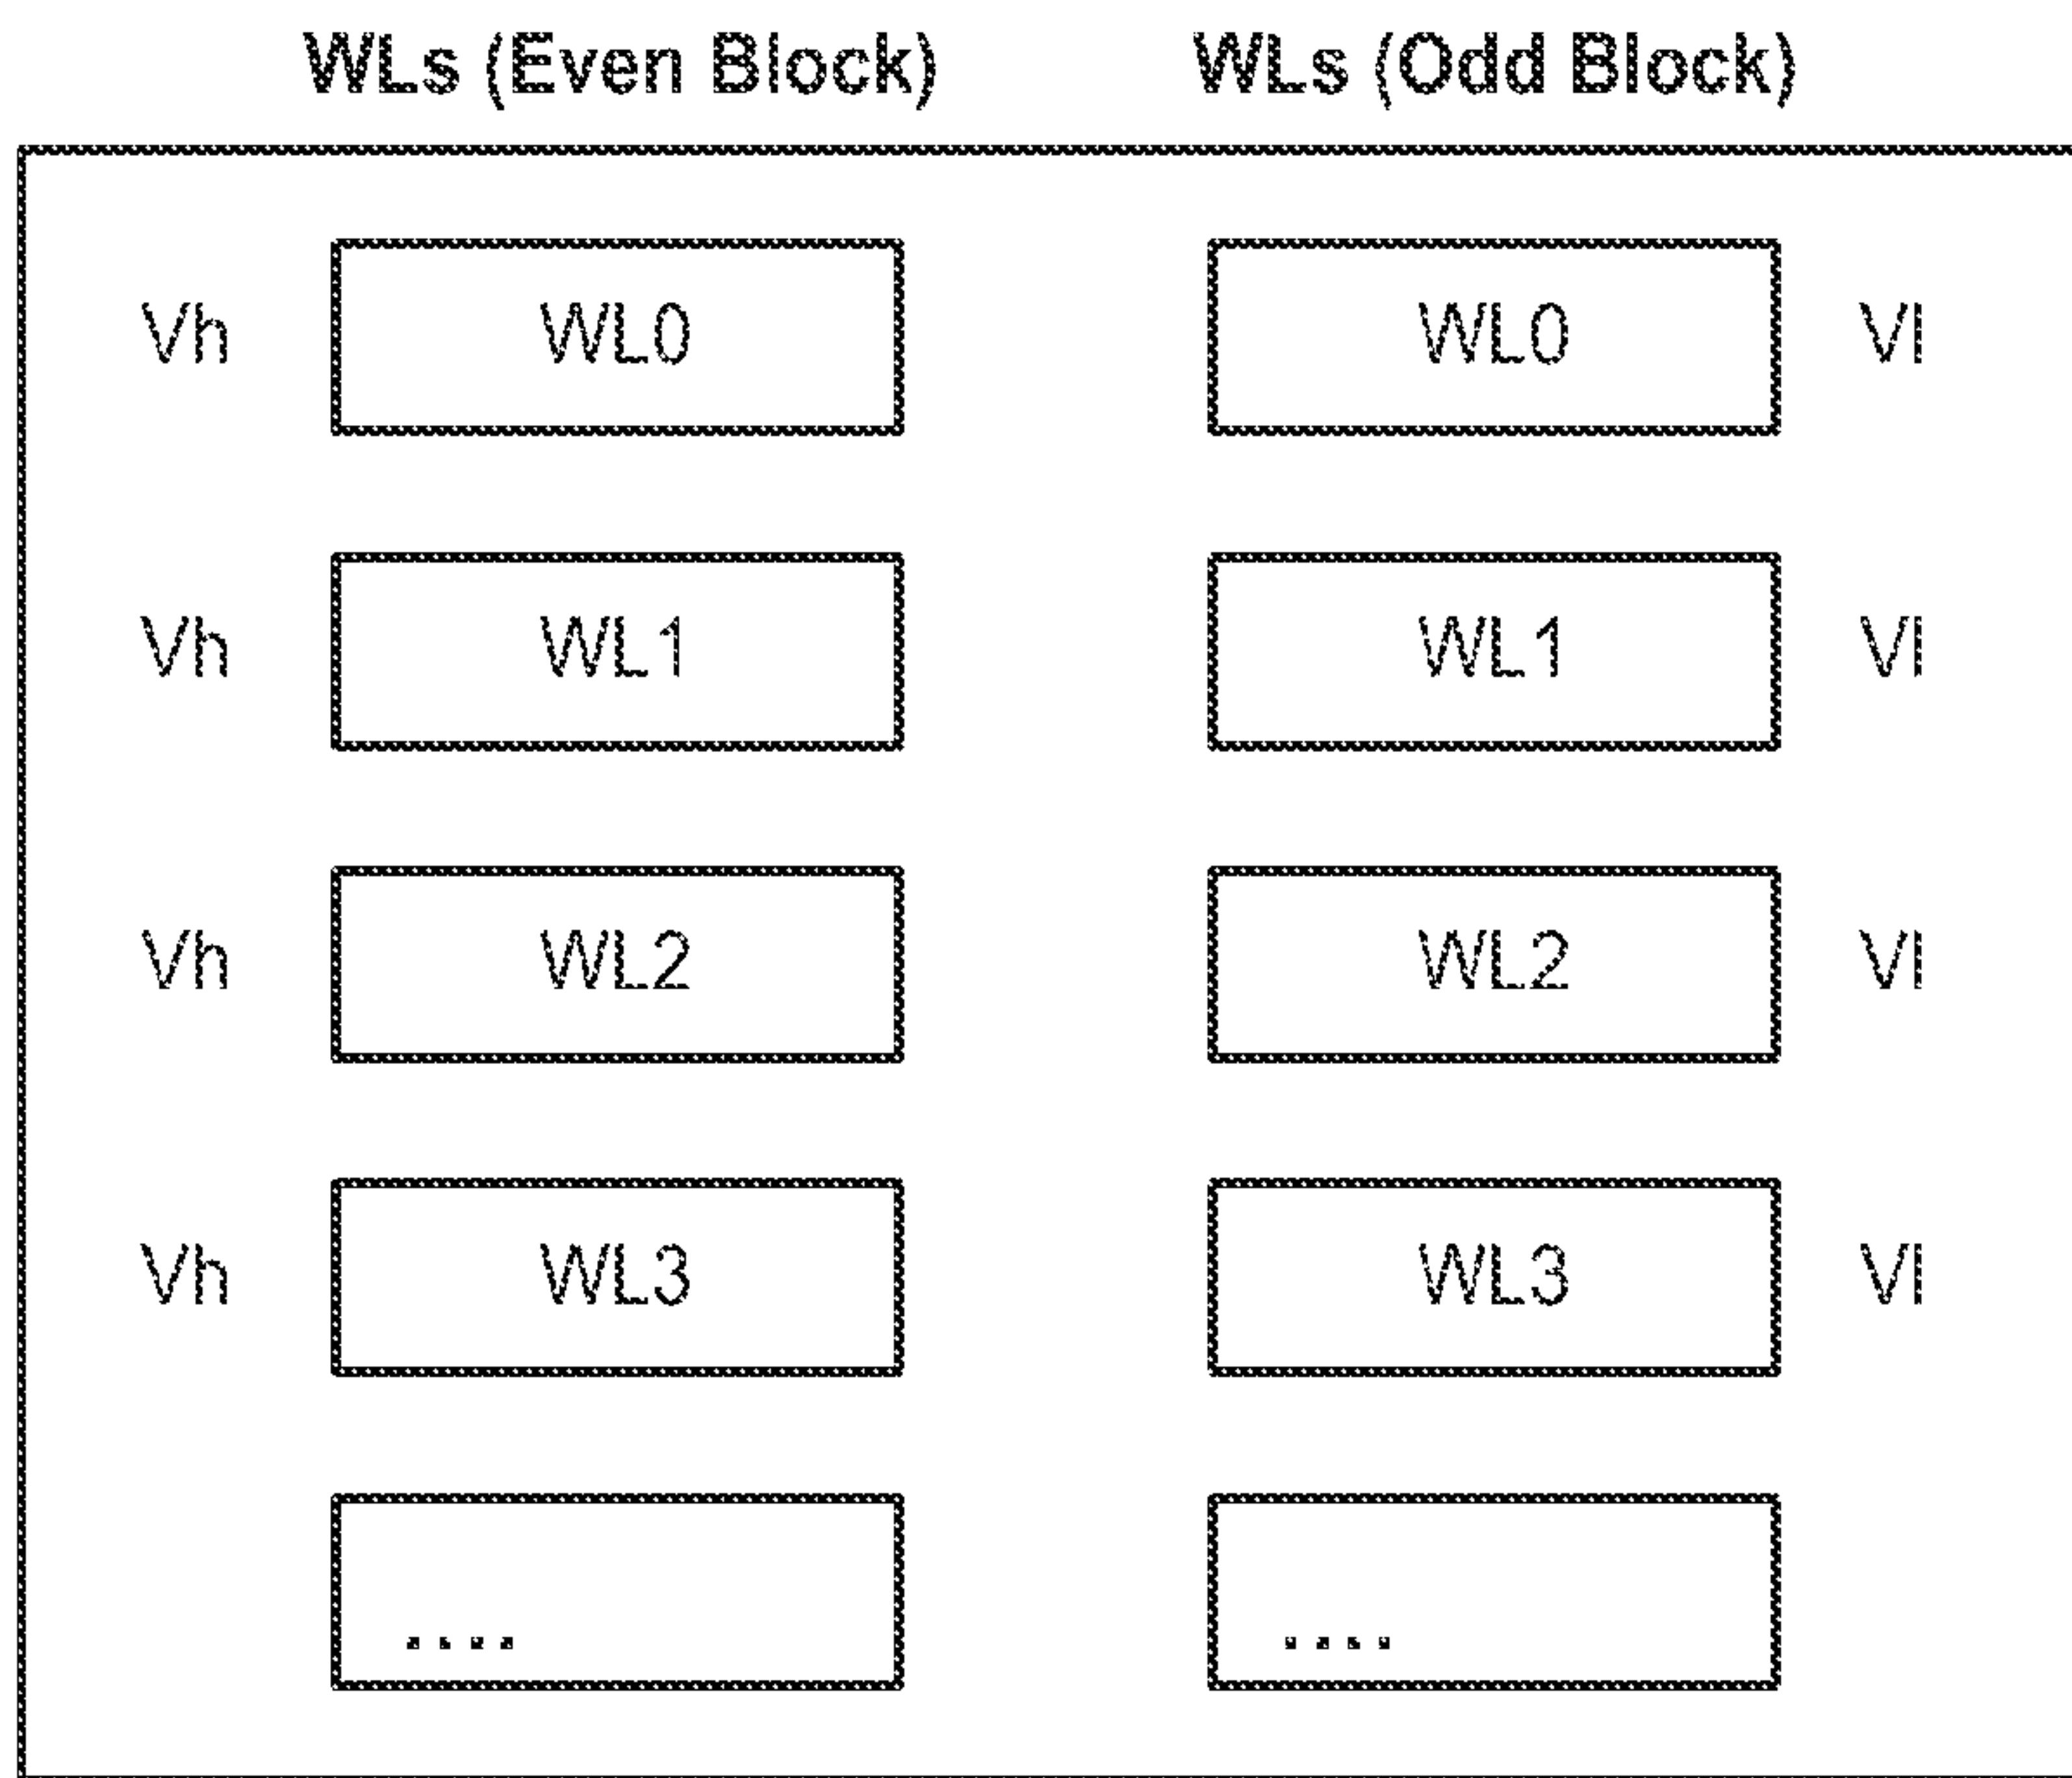 WLs (Even Block) WLs (Odd Block)
Vh WL0 WL0 Vl
Vh WL1 WL1 Vl
Vh WL2 WL2 Vl
Vh WL3 WL3 Vl
.... ....